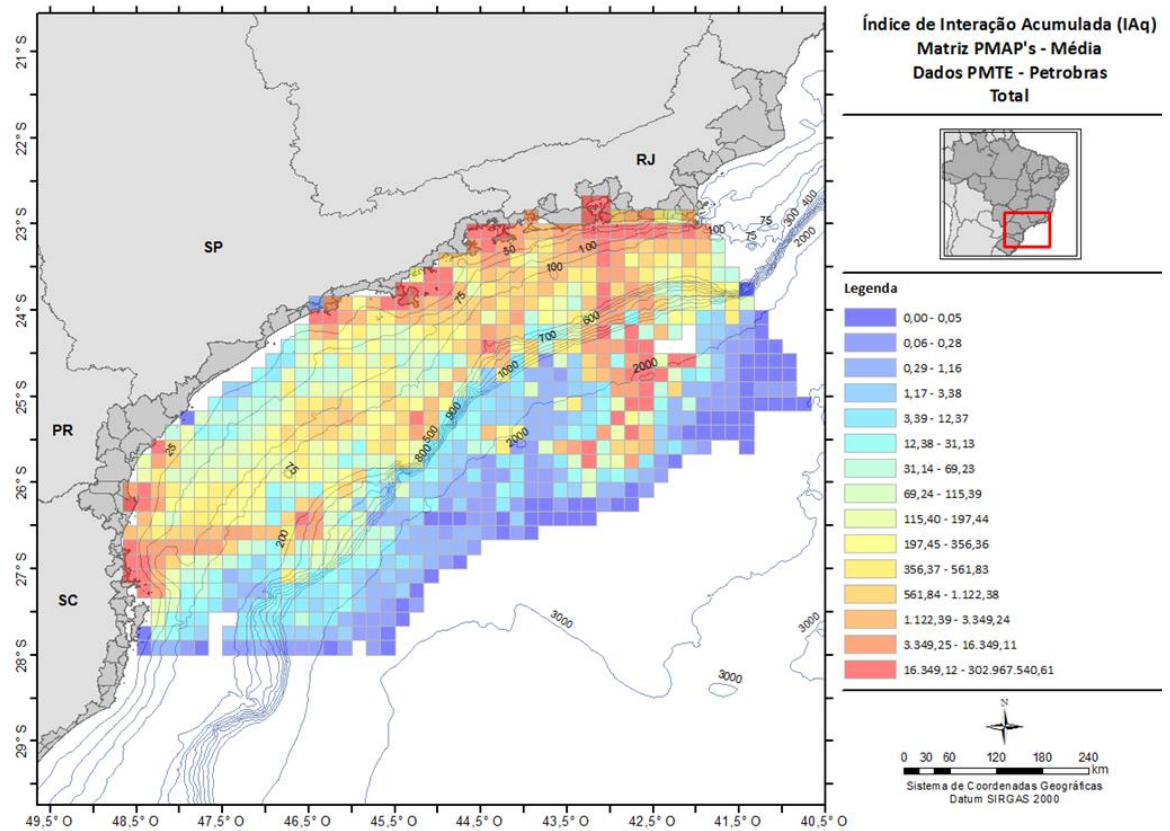 Índice de Interação Acumulada (IAq)
Matriz PMAP's - Média
Dados PMTE - Petrobras
Total
21° S
22° S
23° S
24° S
25° S
26° S
27° S
28° S
29° S
49,5° O
48,5° O
47,5° O
46,5° O
45,5° O
44,5° O
43,5° O
42,5° O
41,5° O
40,5° O
RJ
SP
PR
SC
75
300
400
75
2000
50
100
100
75
600
700
1000
2000
900
500
800
2000
25
75
200
3000
3000
3000
Legenda
0,00 - 0,05
0,06 - 0,28
0,29 - 1,16
1,17 - 3,38
3,39 - 12,37
12,38 - 31,13
31,14 - 69,23
69,24 - 115,39
115,40 - 197,44
197,45 - 356,36
356,37 - 561,83
561,84 - 1.122,38
1.122,39 - 3.349,24
3.349,25 - 16.349,11
16.349,12 - 302.967.540,61
N
0 30 60 120 180 240
km
Sistema de Coordenadas Geográficas
Datum SIRGAS 2000